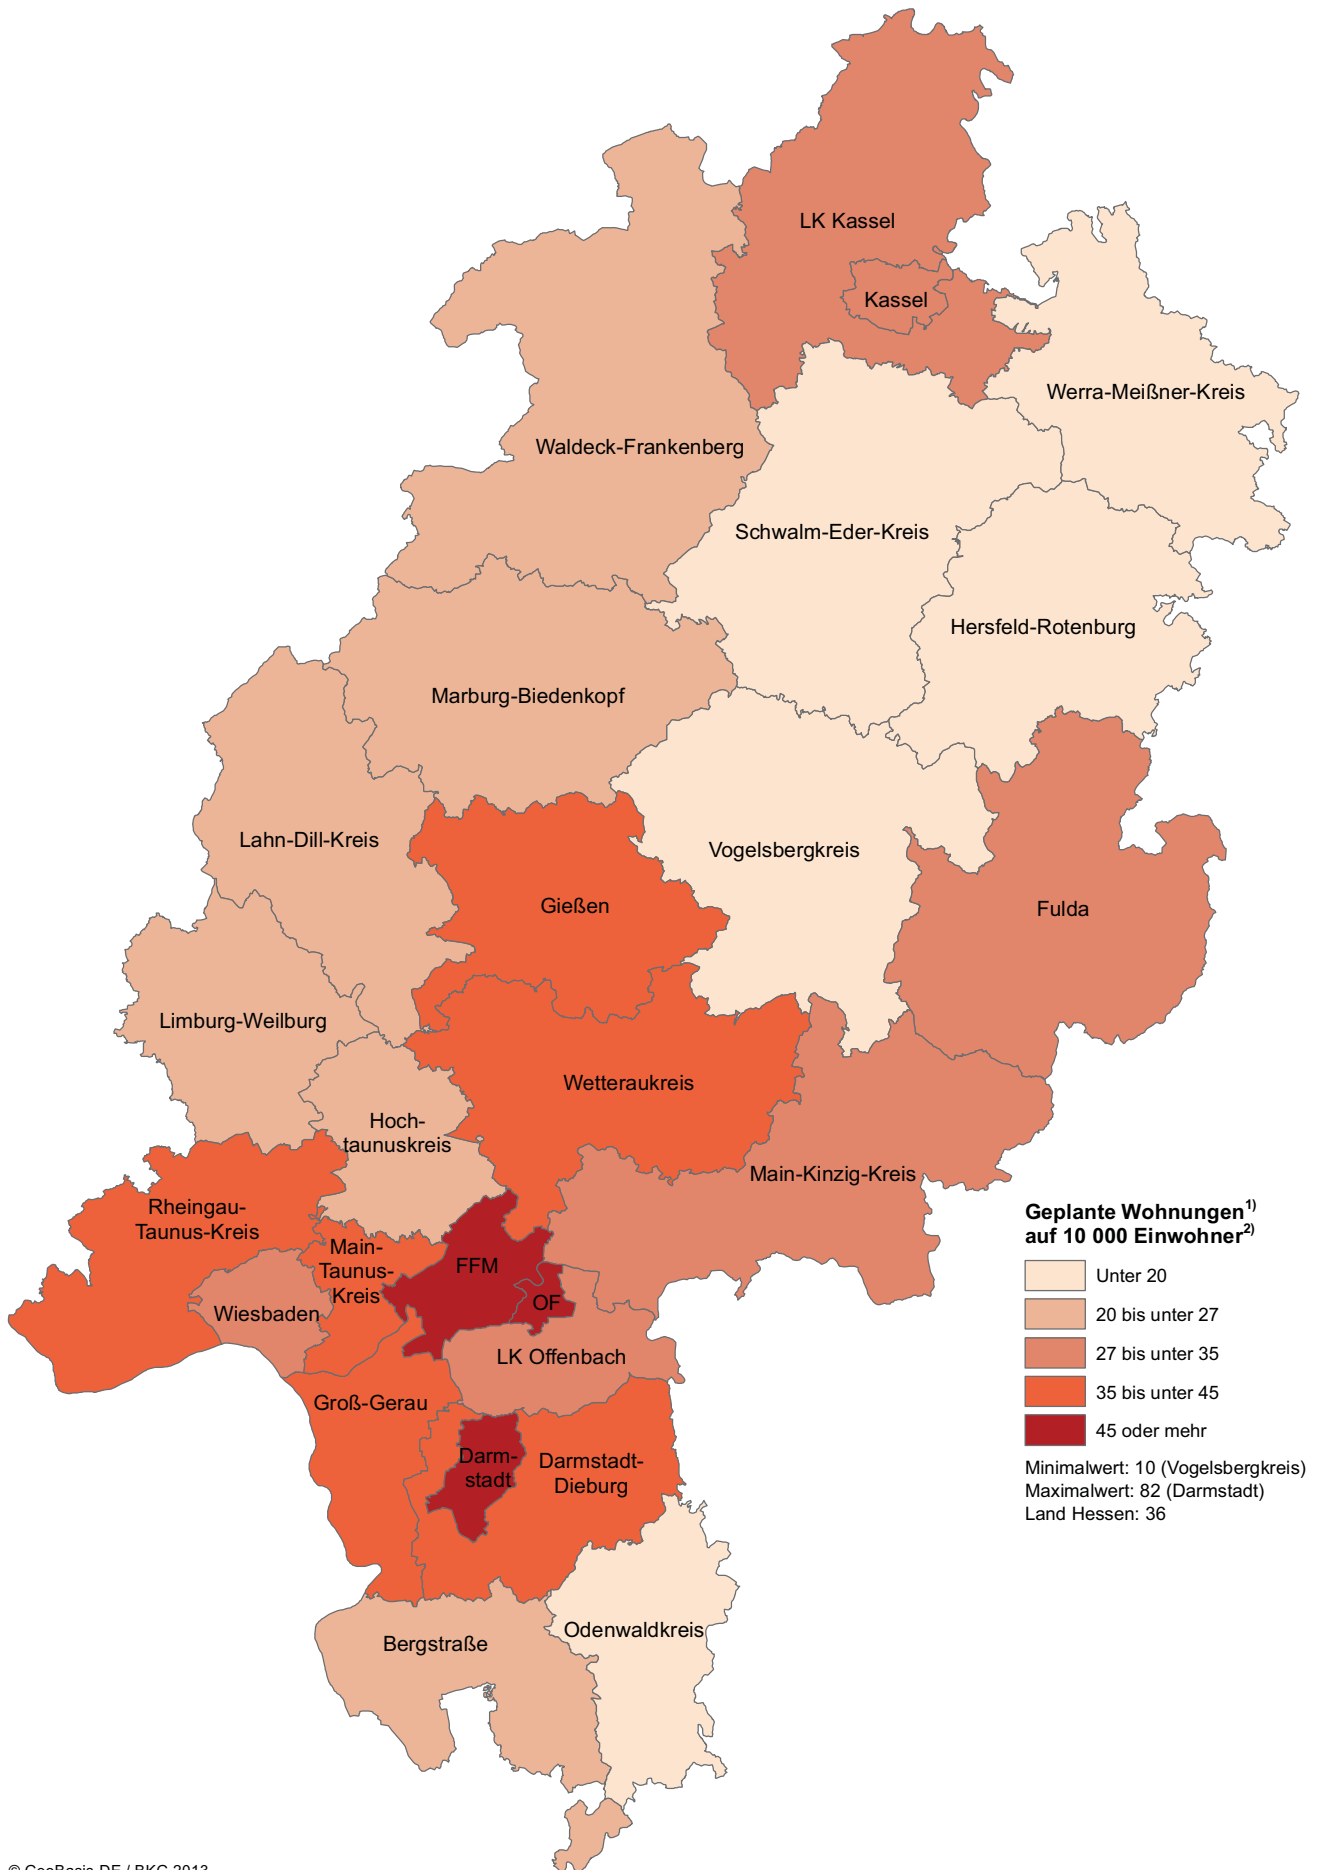 LK Kassel
Kassel
Werra-Meißner-Kreis
Waldeck-Frankenberg
Schwalm-Eder-Kreis
Hersfeld-Rotenburg
Marburg-Biedenkopf
Lahn-Dill-Kreis
Vogelsbergkreis
Gießen
Fulda
Limburg-Weilburg
Wetteraukreis
Hoch-
taunuskreis
Main-Kinzig-Kreis
Rheingau-
Taunus-Kreis
Main-
Taunus-
Kreis
FFM
OF
Wiesbaden
LK Offenbach
Groß-Gerau
Darm-
stadt
Darmstadt-
Dieburg
Odenwaldkreis
Bergstraße
Geplante Wohnungen1)
auf 10 000 Einwohner2)
Unter 20
20 bis unter 27
27 bis unter 35
35 bis unter 45
45 oder mehr
Minimalwert: 10 (Vogelsbergkreis)
Maximalwert: 82 (Darmstadt)
Land Hessen: 36
© GeoBasis-DE / BKG 2013